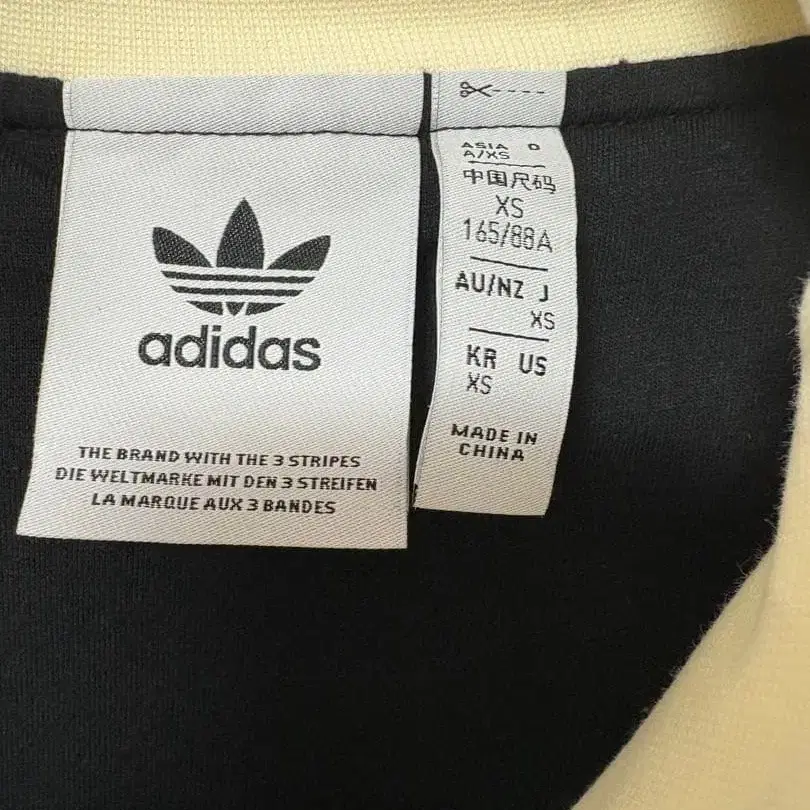 adidas
THE BRAND WITH THE 3 STRIPES
DIE WELTMARKE MIT DEN 3 STREIFEN
LA MARQUE AUX 3 BANDES
ASIA D
A/XS
中国尺码
XS
165/88A
AU/NZ J
XS
KR US
XS
MADE IN
CHINA